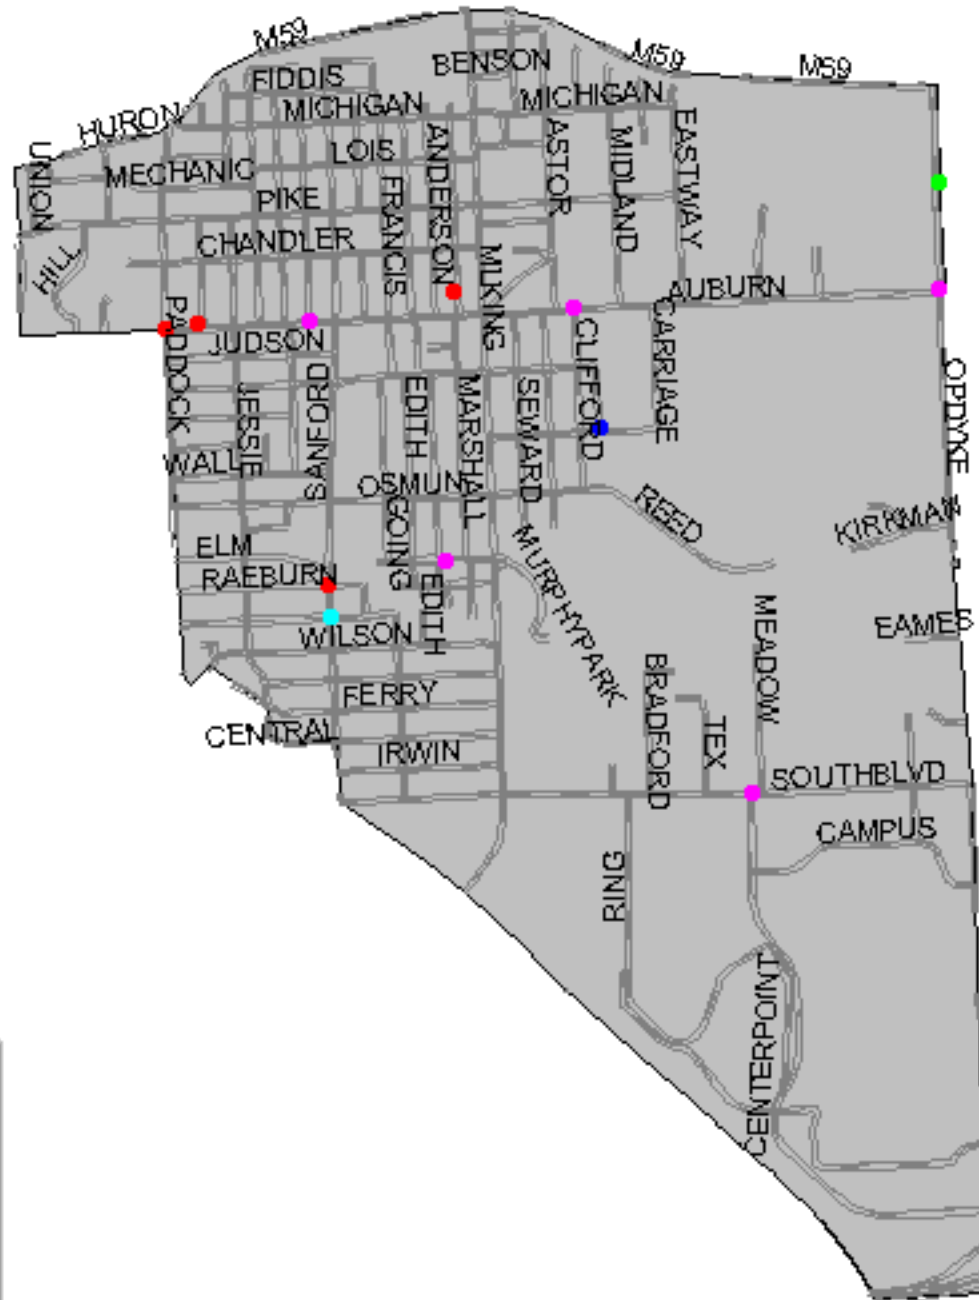 M59
M59
M59
BENSON
FIDDIS
MICHIGAN
MICHIGAN
HURON
UNION
MECHANIC
LOIS
ANDERSON
ASTOR
MIDLAND
EASTWAY
PIKE
FRANCIS
CHANDLER
HILL
MLKING
AUBURN
PADDOCK
JUDSON
CLIFFORD
CARRIAGE
OPDYKE
JESSIE
SANFORD
EDITH
MARSHALL
SEWARD
WALL
OSMUN
GOING
REED
KIRKMAN
ELM
RAEBURN
EDITH
MURPHYPARK
WILSON
MEADOW
EAMES
BRADFORD
FERRY
TEX
CENTRAL
IRWIN
SOUTHBLVD
CAMPUS
RING
CENTERPOINT